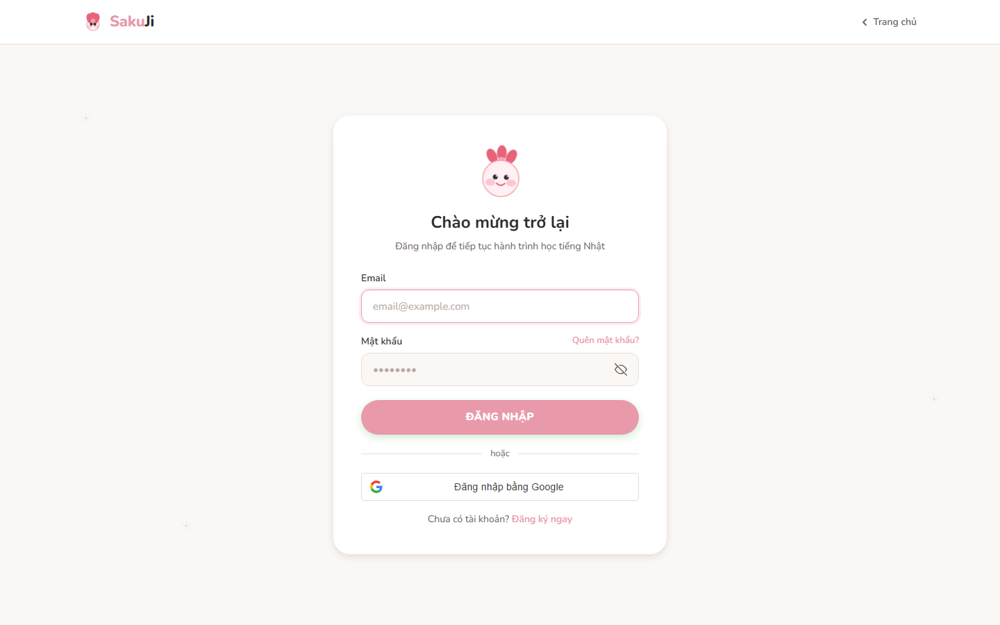 SakuJi
Trang chủ
Chào mừng trở lại
Đăng nhập để tiếp tục hành trình học tiếng Nhật
Email
email@example.com
Mật khẩu
Quên mật khẩu?
••••••••
ĐĂNG NHẬP
hoặc
Đăng nhập bằng Google
Chưa có tài khoản? Đăng ký ngay